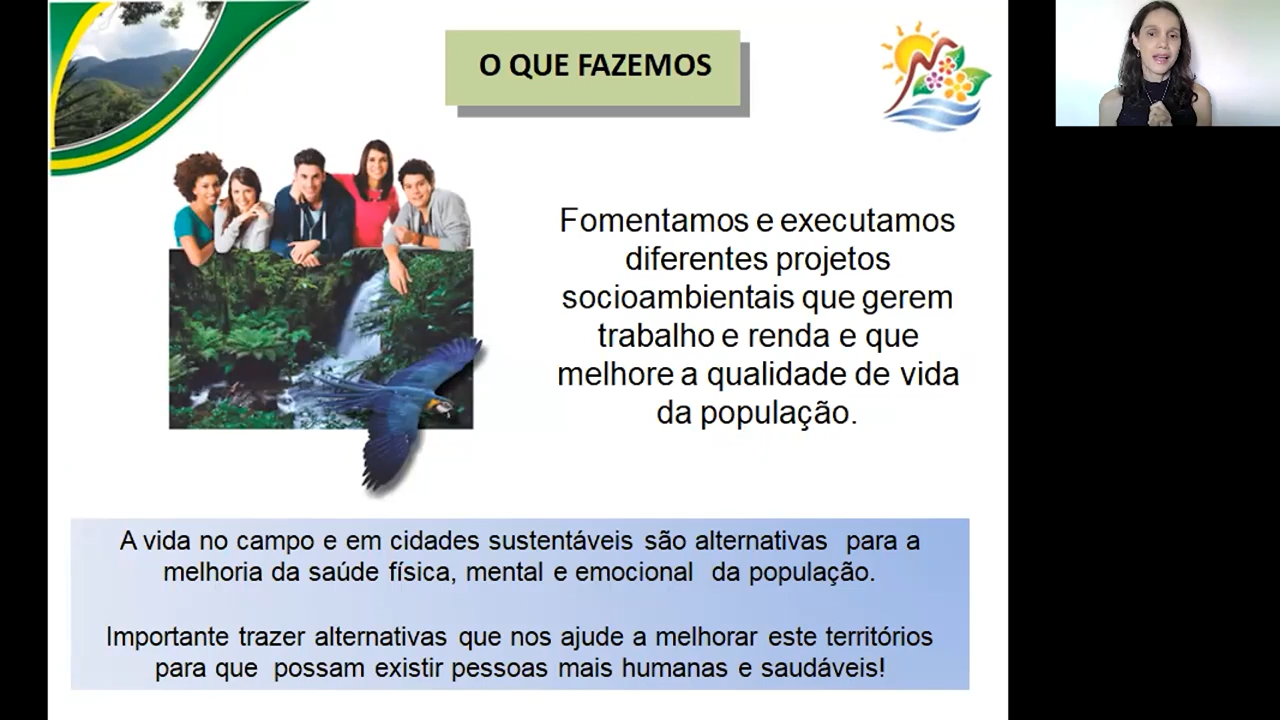 O QUE FAZEMOS
Fomentamos e executamos
diferentes projetos
socioambientais que gerem
trabalho e renda e que
melhore a qualidade de vida
da população.
A vida no campo e em cidades sustentáveis são alternativas para a
melhoria da saúde física, mental e emocional da população.
Importante trazer alternativas que nos ajude a melhorar este territórios
para que possam existir pessoas mais humanas e saudáveis!